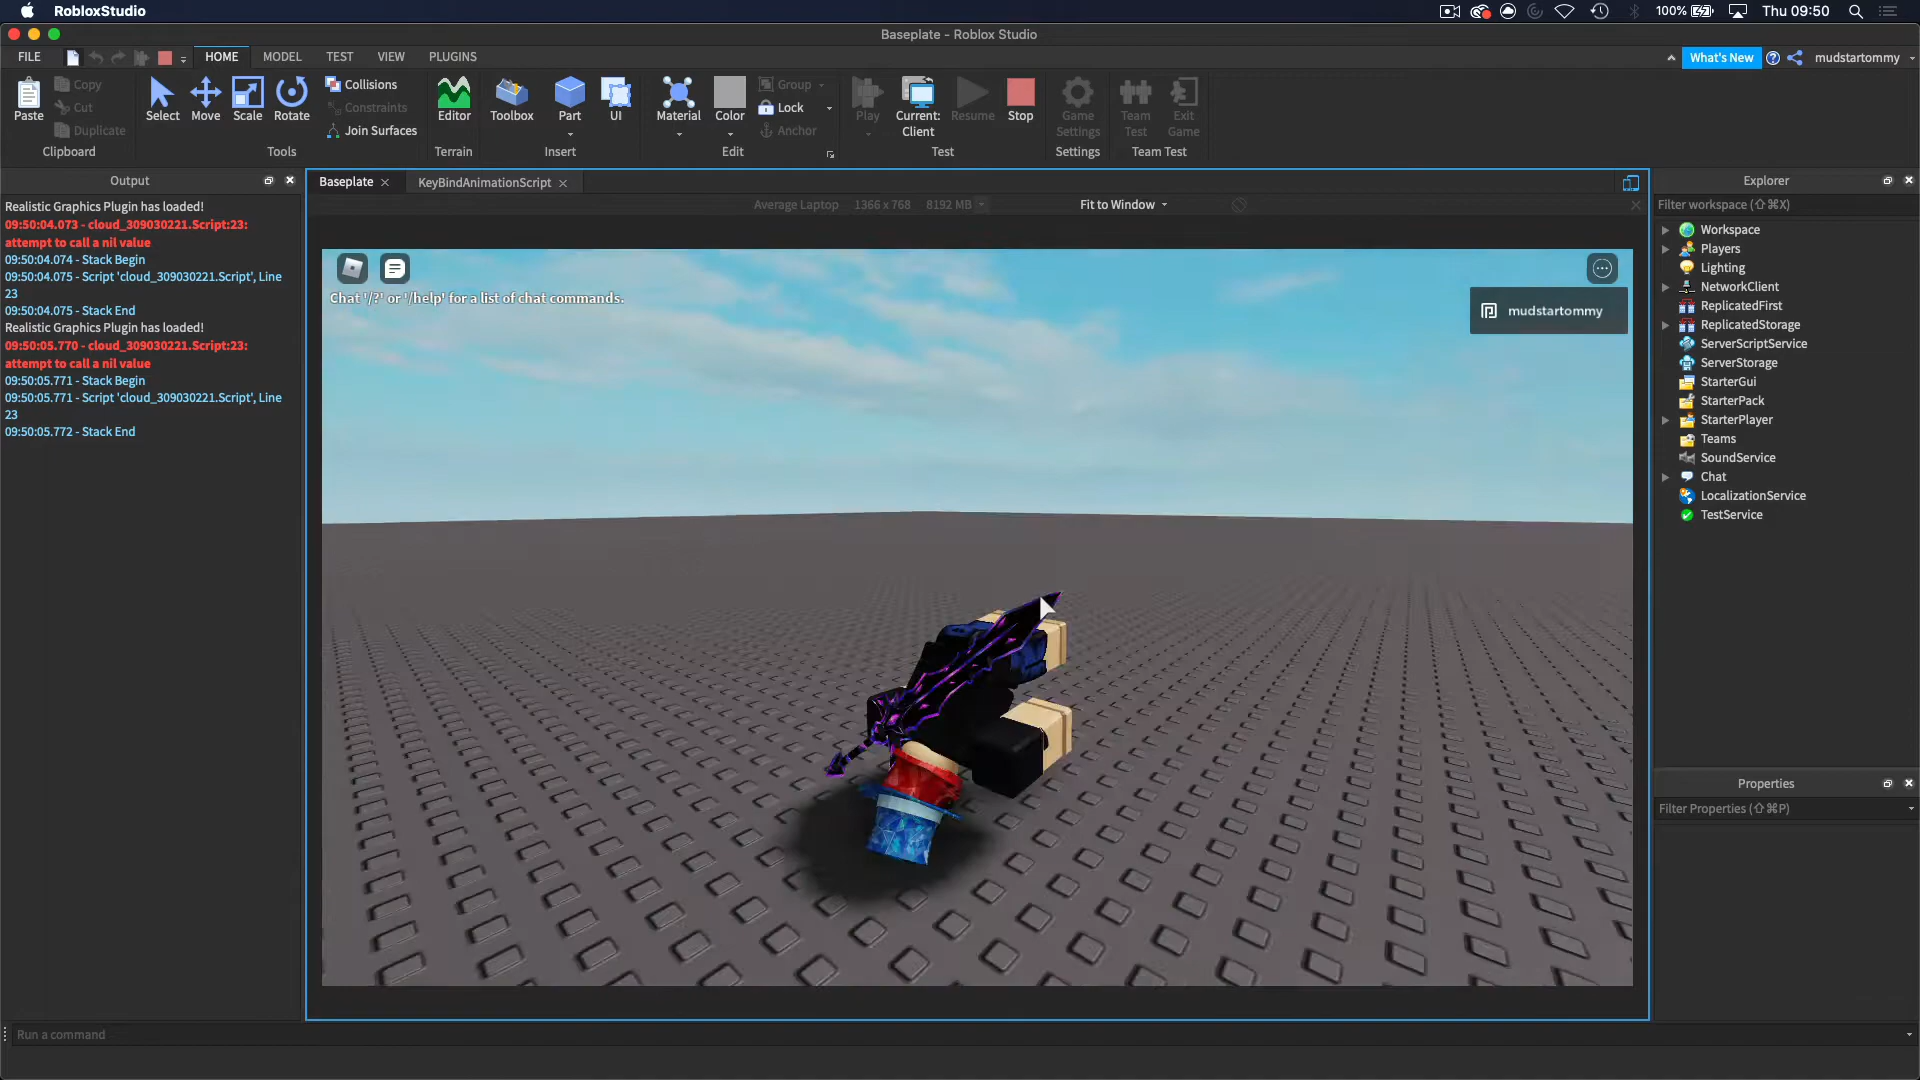 RobloxStudio
100%
Thu 09:50
Baseplate - Roblox Studio
FILE
HOME
MODEL
TEST
VIEW
PLUGINS
What's New
mudstartommy
Paste
Copy
Cut
Duplicate
Clipboard
Select
Move
Scale
Rotate
Collisions
Constraints
Join Surfaces
Tools
Editor
Terrain
Toolbox
Part
UI
Insert
Material
Color
Group
Lock
Anchor
Edit
Play
Current:
Client
Resume
Stop
Test
Game
Settings
Settings
Team
Test
Exit
Game
Team Test
Output
Realistic Graphics Plugin has loaded!
09:50:04.073 - cloud_309030221.Script:23:
attempt to call a nil value
09:50:04.074 - Stack Begin
09:50:04.075 - Script 'cloud_309030221.Script', Line
23
09:50:04.075 - Stack End
Realistic Graphics Plugin has loaded!
09:50:05.770 - cloud_309030221.Script:23:
attempt to call a nil value
09:50:05.771 - Stack Begin
09:50:05.771 - Script 'cloud_309030221.Script', Line
23
09:50:05.772 - Stack End
Baseplate
KeyBindAnimationScript
Average Laptop
1366 x 768
8192 MB
Fit to Window
Chat '/?' or '/help' for a list of chat commands.
mudstartommy
Explorer
Filter workspace (⇧⌘X)
Workspace
Players
Lighting
NetworkClient
ReplicatedFirst
ReplicatedStorage
ServerScriptService
ServerStorage
StarterGui
StarterPack
StarterPlayer
Teams
SoundService
Chat
LocalizationService
TestService
Properties
Filter Properties (⇧⌘P)
Run a command